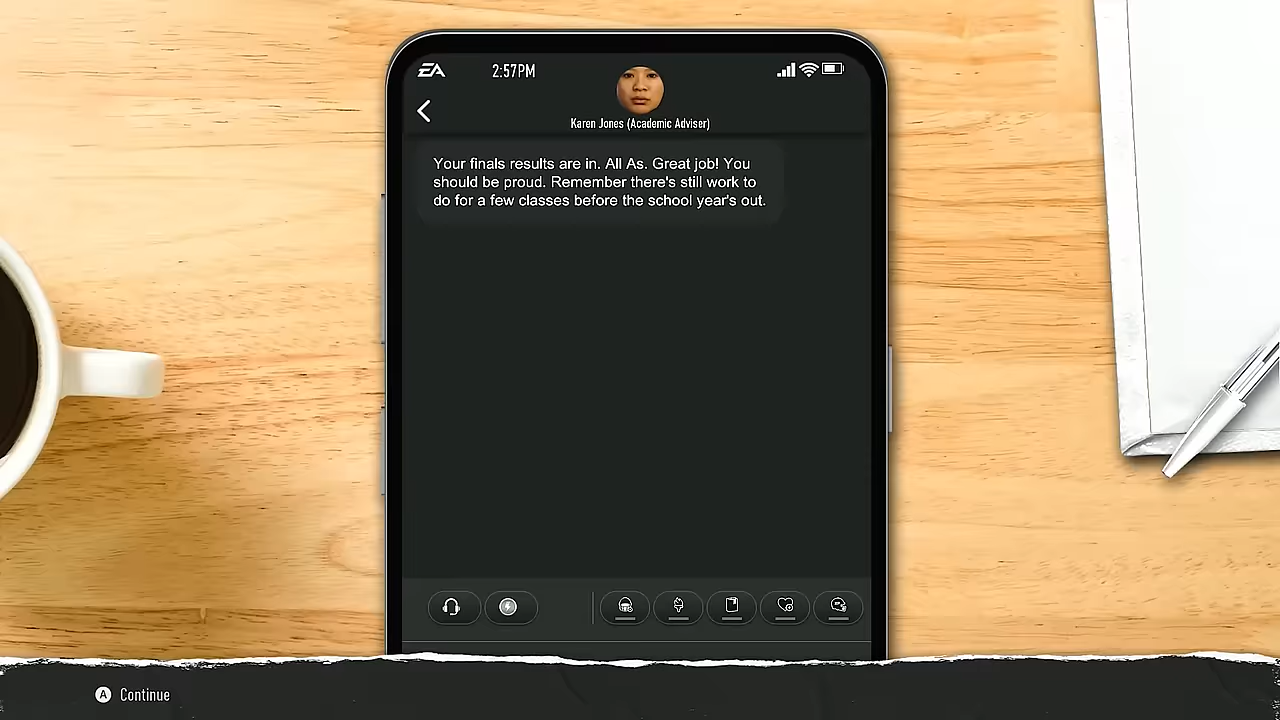 EA
2:57PM
Karen Jones (Academic Adviser)
Your finals results are in. All As. Great job! You
should be proud. Remember there's still work to
do for a few classes before the school year's out.
A Continue